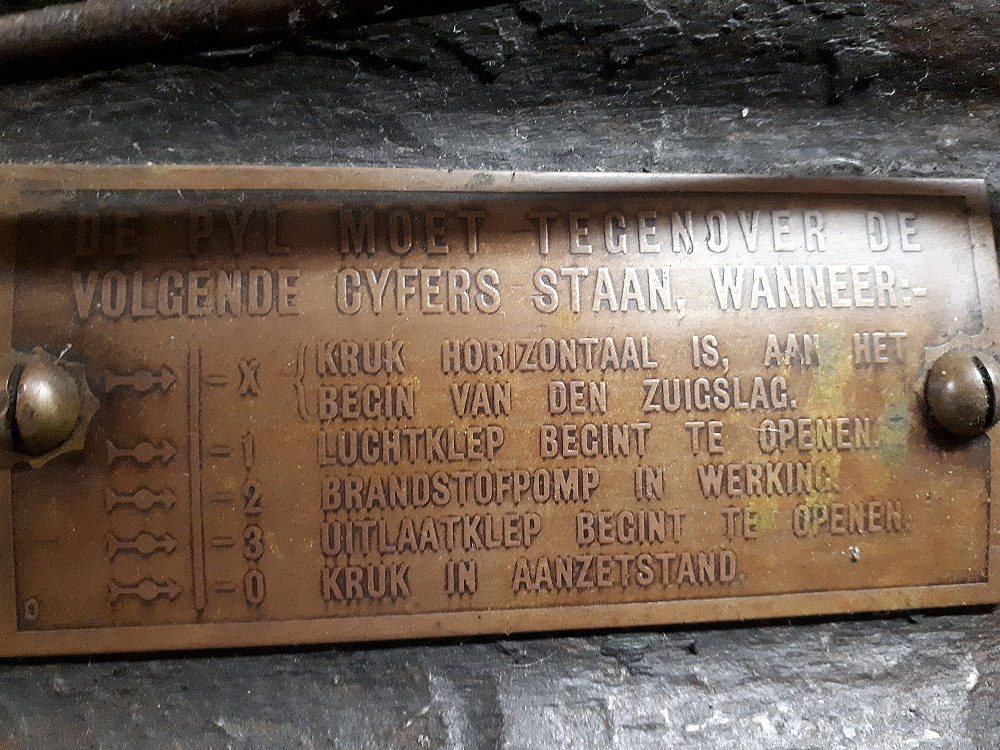 DE PYL MOET TEGENOVER DE
VOLGENDE CYFERS STAAN, WANNEER:-
-X { KRUK HORIZONTAAL IS, AAN HET
BEGIN VAN DEN ZUIGSLAG.
-1 LUCHTKLEP BEGINT TE OPENEN.
-2 BRANDSTOFPOMP IN WERKING.
-3 UITLAATKLEP BEGINT TE OPENEN.
-0 KRUK IN AANZETSTAND.
0